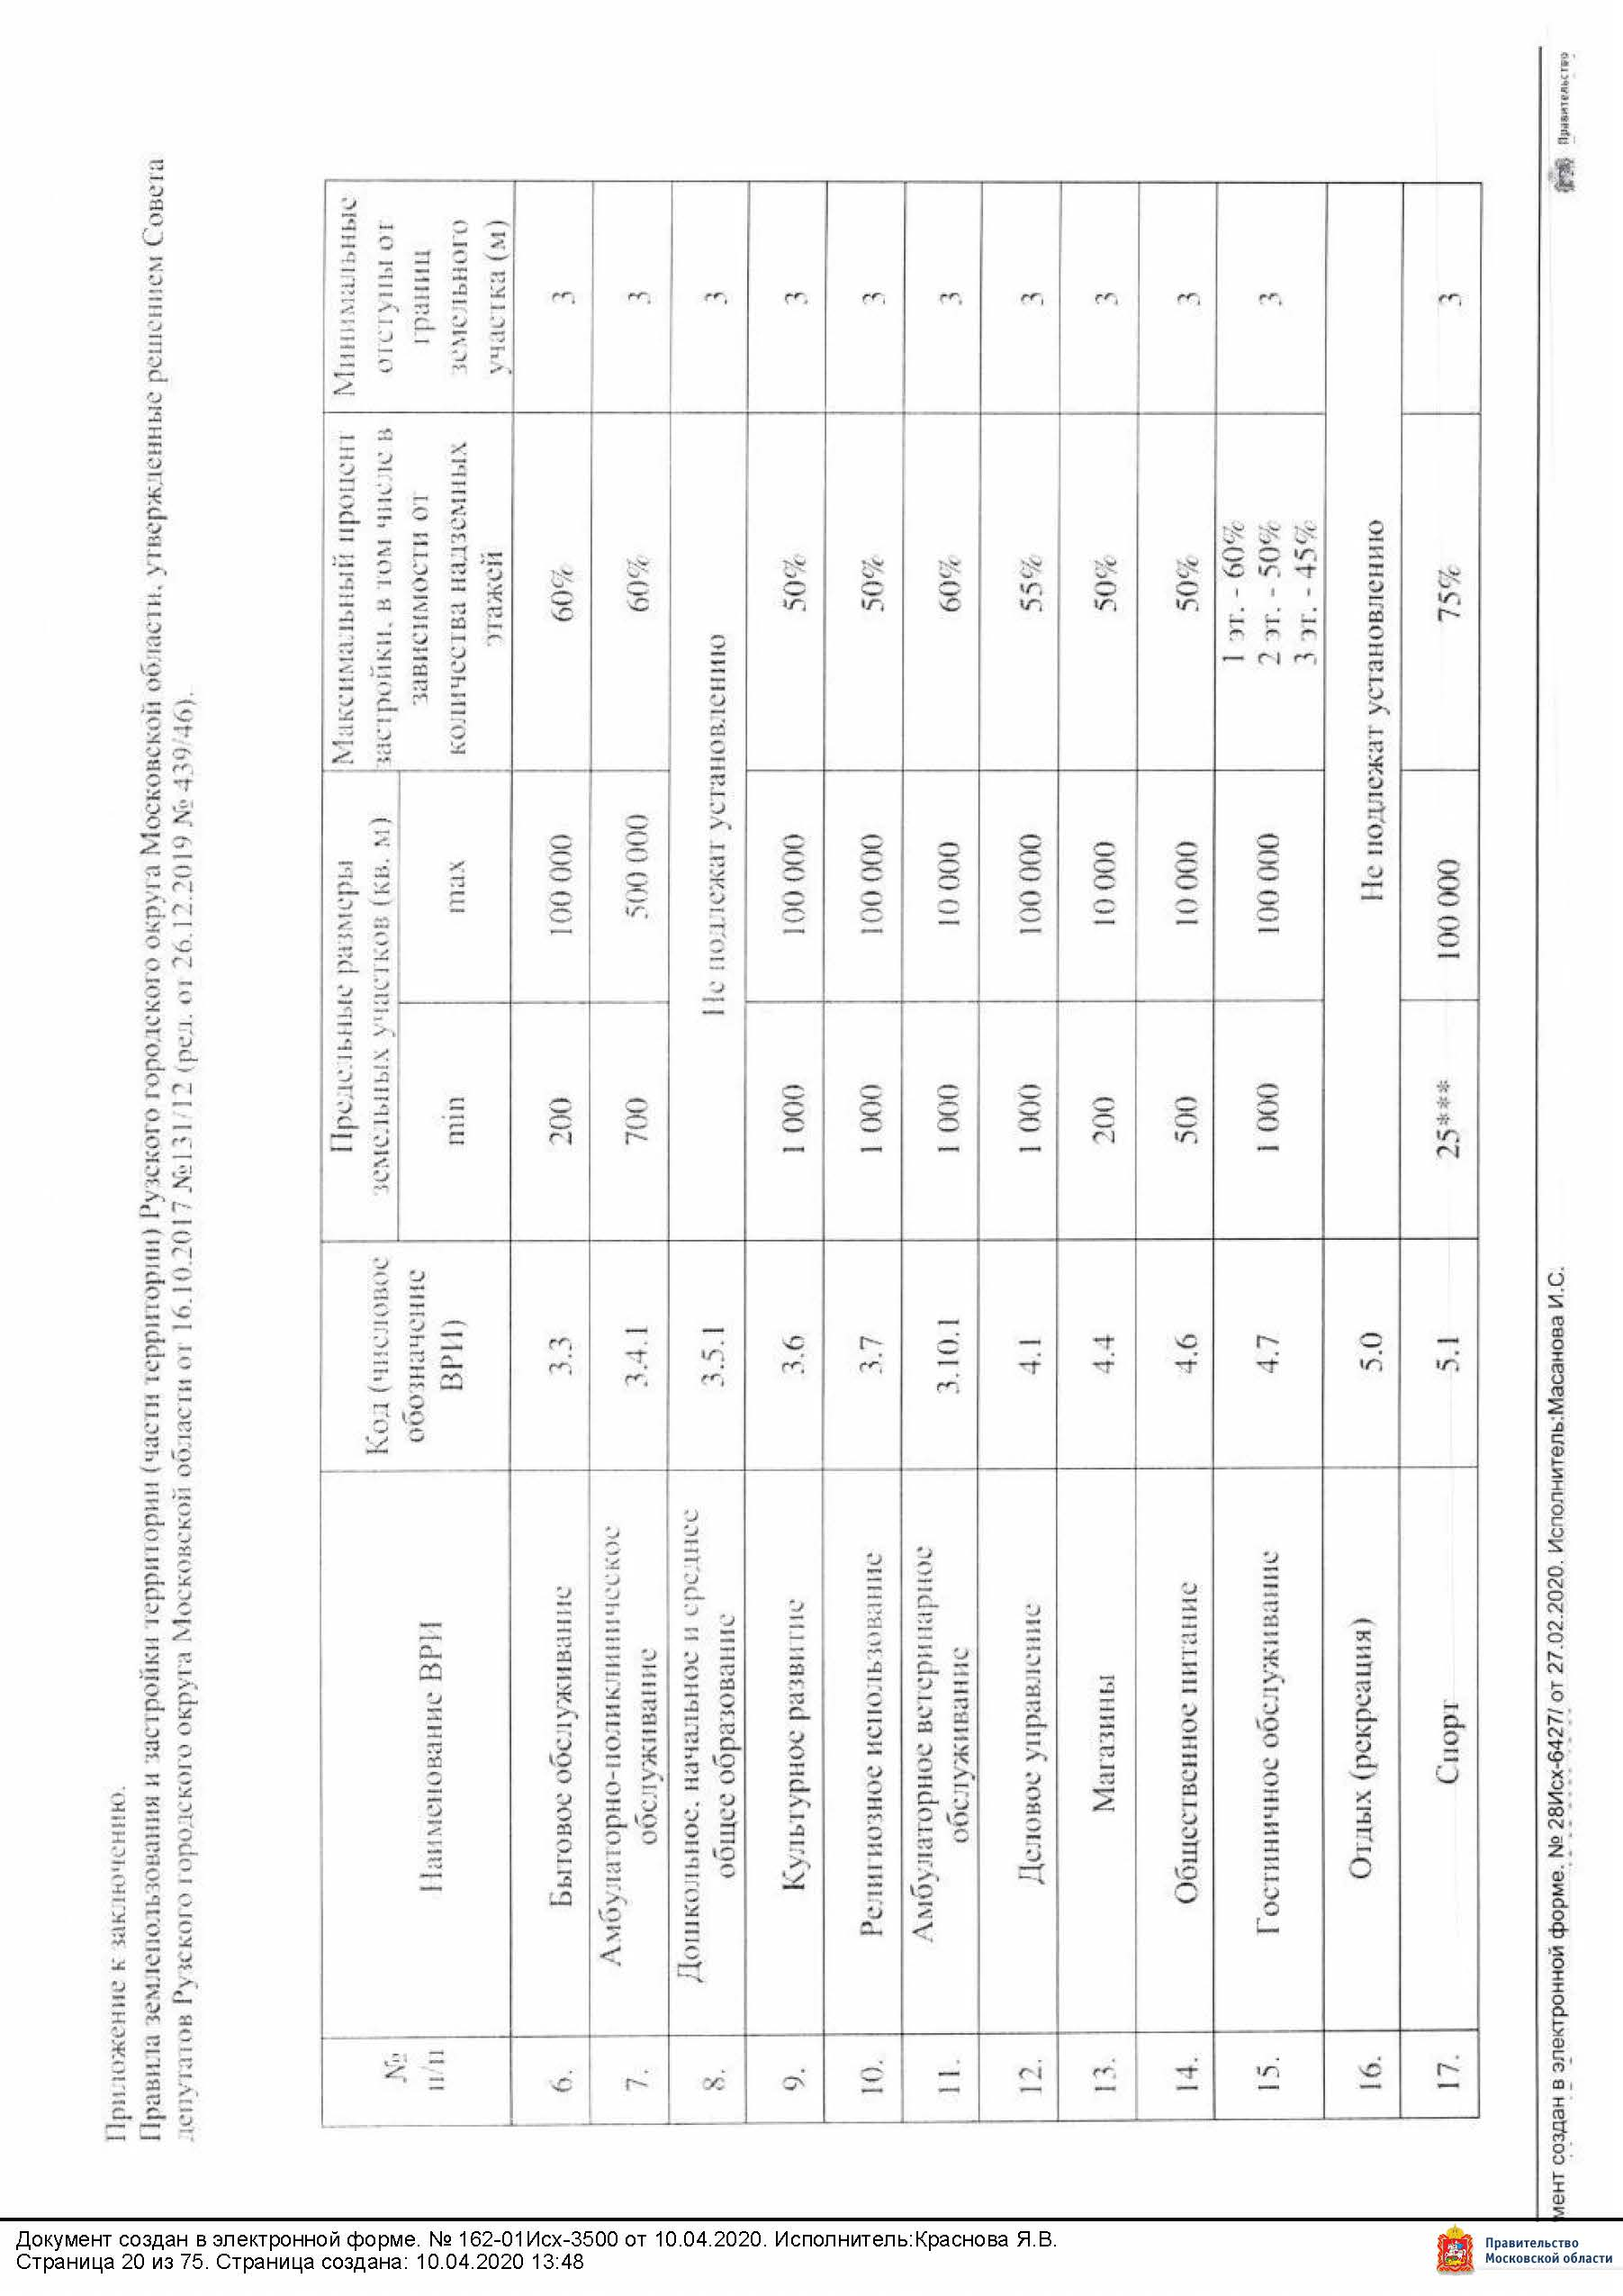 Приложение к заключению.
Правила землепользования и застройки территории (части территории) Рузского городского округа Московской области, утвержденные решением Совета
депутатов Рузского городского округа Московской области от 16.10.2017 №131/12 (ред. от 26.12.2019 № 439/46).
№ п/п
Наименование ВРИ
Код (числовое обозначение ВРИ)
Предельные размеры земельных участков (кв. м)
min
max
Максимальный процент застройки, в том числе в зависимости от количества надземных этажей
Минимальные отступы от границ земельного участка (м)
6. Бытовое обслуживание 3.3 200 100 000 60% 3
7. Амбулаторно-поликлиническое обслуживание 3.4.1 700 500 000 60% 3
8. Дошкольное, начальное и среднее общее образование 3.5.1 Не подлежат установлению 3
9. Культурное развитие 3.6 1 000 100 000 50% 3
10. Религиозное использование 3.7 1 000 100 000 50% 3
11. Амбулаторное ветеринарное обслуживание 3.10.1 1 000 10 000 60% 3
12. Деловое управление 4.1 1 000 100 000 55% 3
13. Магазины 4.4 200 10 000 50% 3
14. Общественное питание 4.6 500 10 000 50% 3
15. Гостиничное обслуживание 4.7 1 000 100 000 1 эт. - 60% 2 эт. - 50% 3 эт. - 45% 3
16. Отдых (рекреация) 5.0 Не подлежат установлению
17. Спорт 5.1 25*** 100 000 75% 3
мент создан в электронной форме. № 28Исх-6427/ от 27.02.2020. Исполнитель:Масанова И.С.
Правительство
Документ создан в электронной форме. № 162-01Исх-3500 от 10.04.2020. Исполнитель:Краснова Я.В.
Страница 20 из 75. Страница создана: 10.04.2020 13:48
Правительство
Московской области